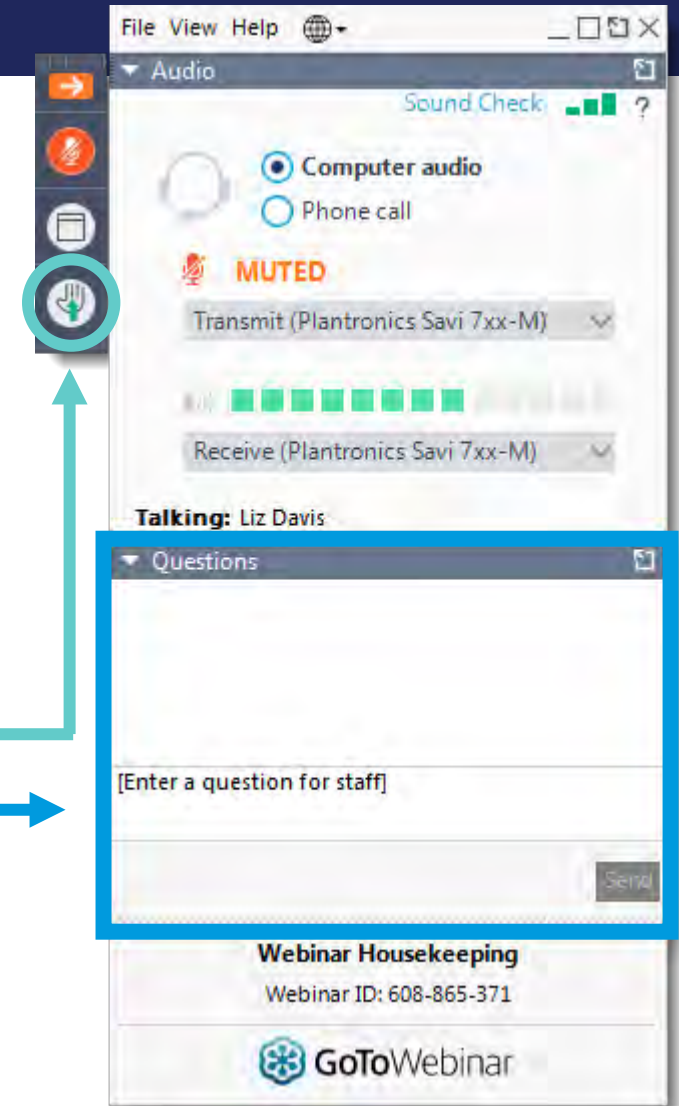 File View Help
Audio
Sound Check ?
Computer audio
Phone call
MUTED
Transmit (Plantronics Savi 7xx-M)
Receive (Plantronics Savi 7xx-M)
Talking: Liz Davis
Questions
[Enter a question for staff]
Send
Webinar Housekeeping
Webinar ID: 608-865-371
GoToWebinar